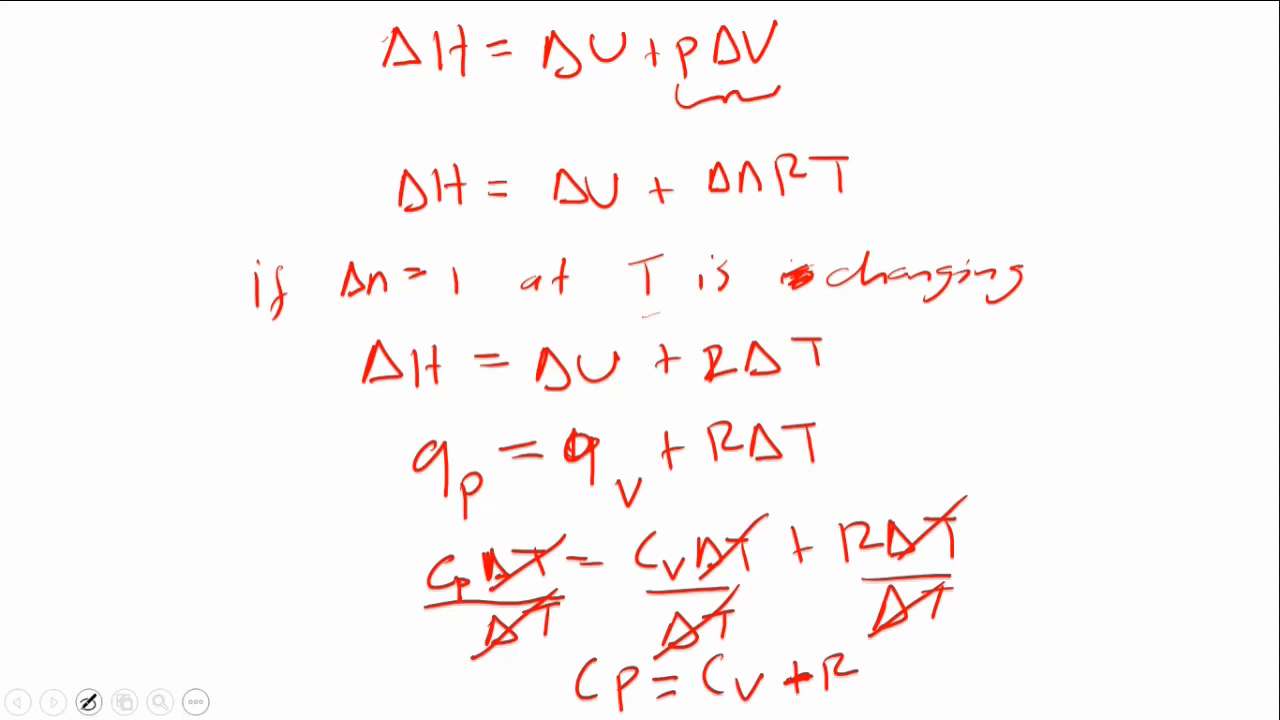 ΔH = ΔU + PΔV
ΔH = ΔU + ΔnRT
if Δn = 1 at T is changing
ΔH = ΔU + RΔT
qp = qv + RΔT
CpΔT/ΔT = CvΔT/ΔT + RΔT/ΔT
Cp = Cv + R